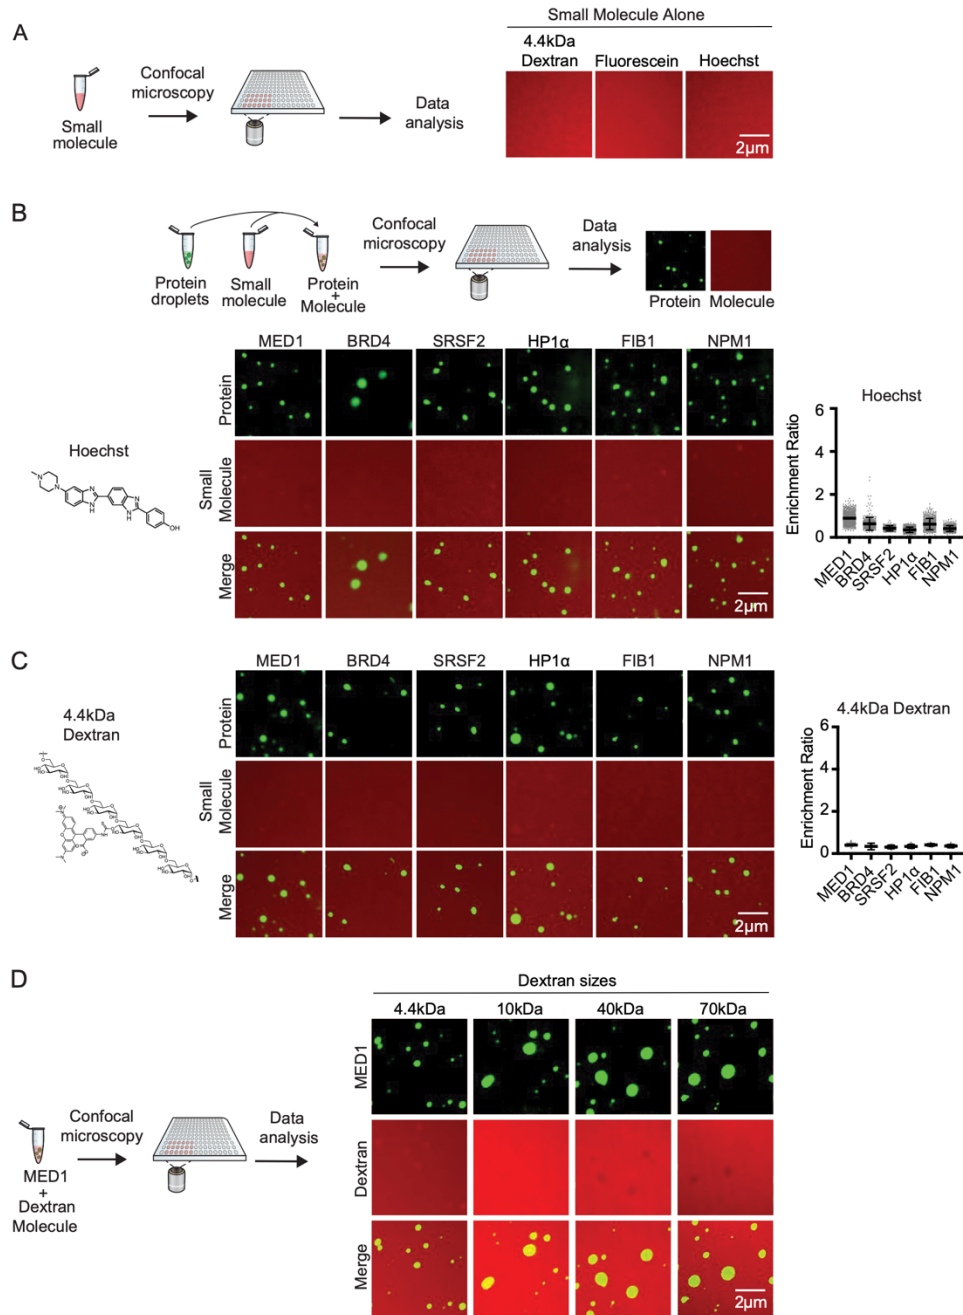 A
Small molecule
Confocal microscopy
Data analysis
Small Molecule Alone
4.4kDa Dextran
Fluorescein
Hoechst
2μm
B
Protein droplets
Small molecule
Protein + Molecule
Confocal microscopy
Data analysis
Protein
Molecule
MED1 BRD4 SRSF2 HP1α FIB1 NPM1
Protein
Small Molecule
Merge
2μm
Hoechst
N
N
N
N
H
N
N
H
OH
Hoechst
Enrichment Ratio
6
4
2
0
MED1 BRD4 SRSF2 HP1α FIB1 NPM1
C
4.4kDa Dextran
MED1 BRD4 SRSF2 HP1α FIB1 NPM1
Protein
Small Molecule
Merge
2μm
4.4kDa Dextran
Enrichment Ratio
6
4
2
0
MED1 BRD4 SRSF2 HP1α FIB1 NPM1
D
MED1 + Dextran Molecule
Confocal microscopy
Data analysis
Dextran sizes
4.4kDa 10kDa 40kDa 70kDa
MED1
Dextran
Merge
2μm